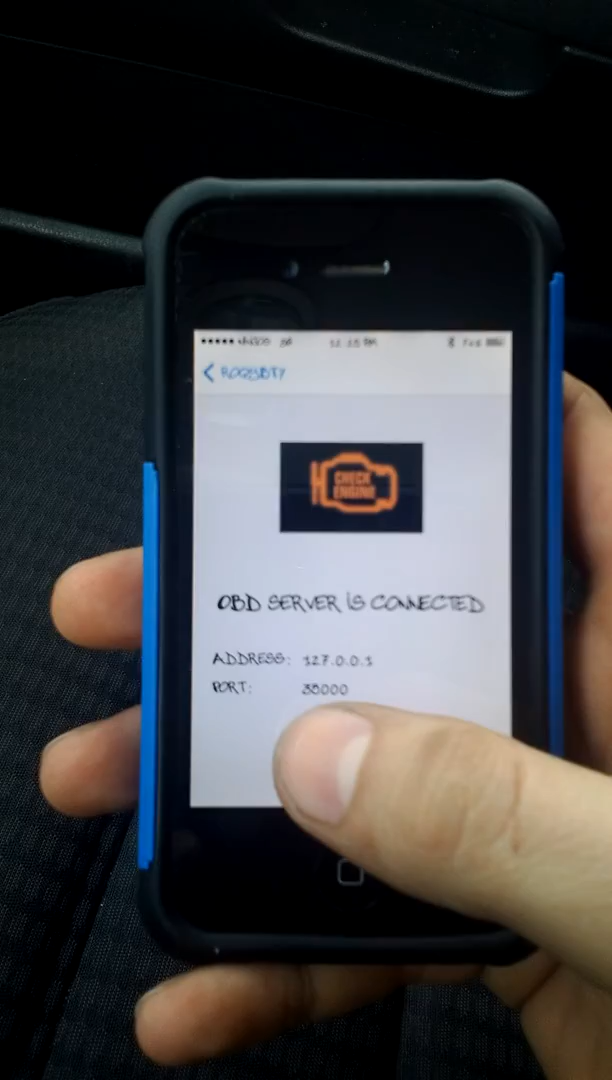 CHECK
ENGINE
OBD SERVER IS CONNECTED
ADDRESS: 127.0.0.1
PORT: 35000